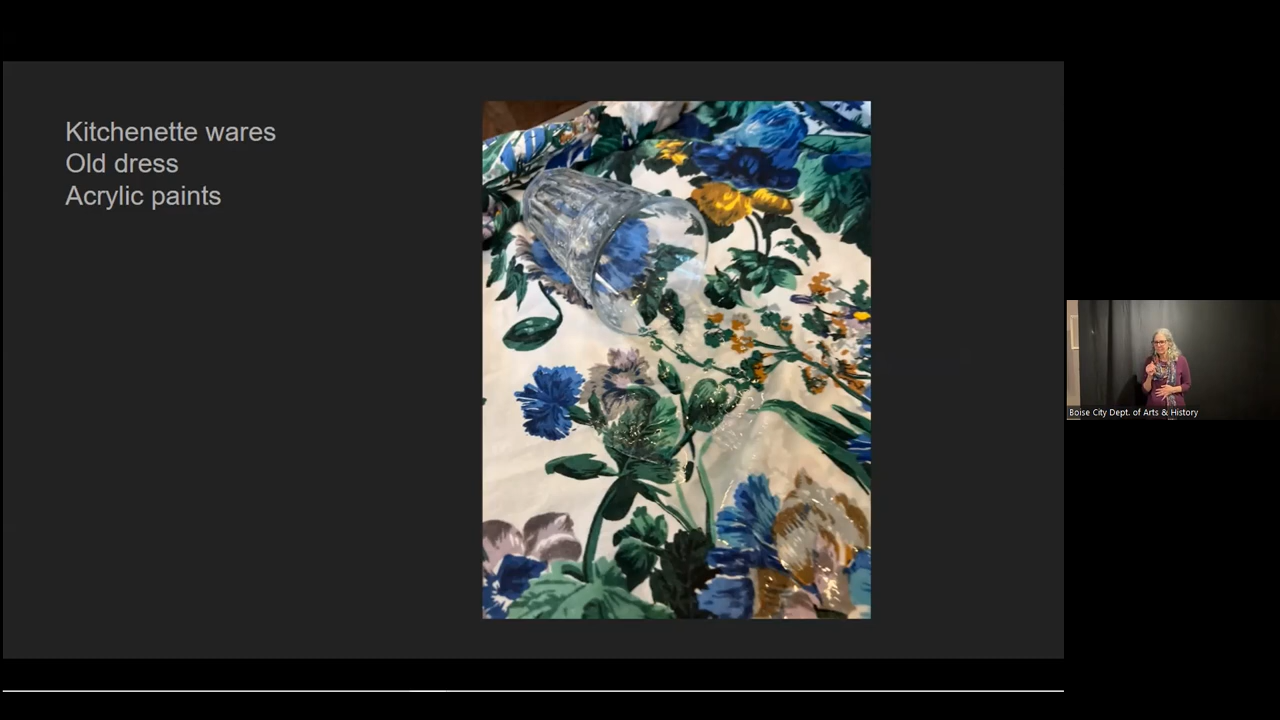 Kitchenette wares
Old dress
Acrylic paints
Boise City Dept. of Arts & History